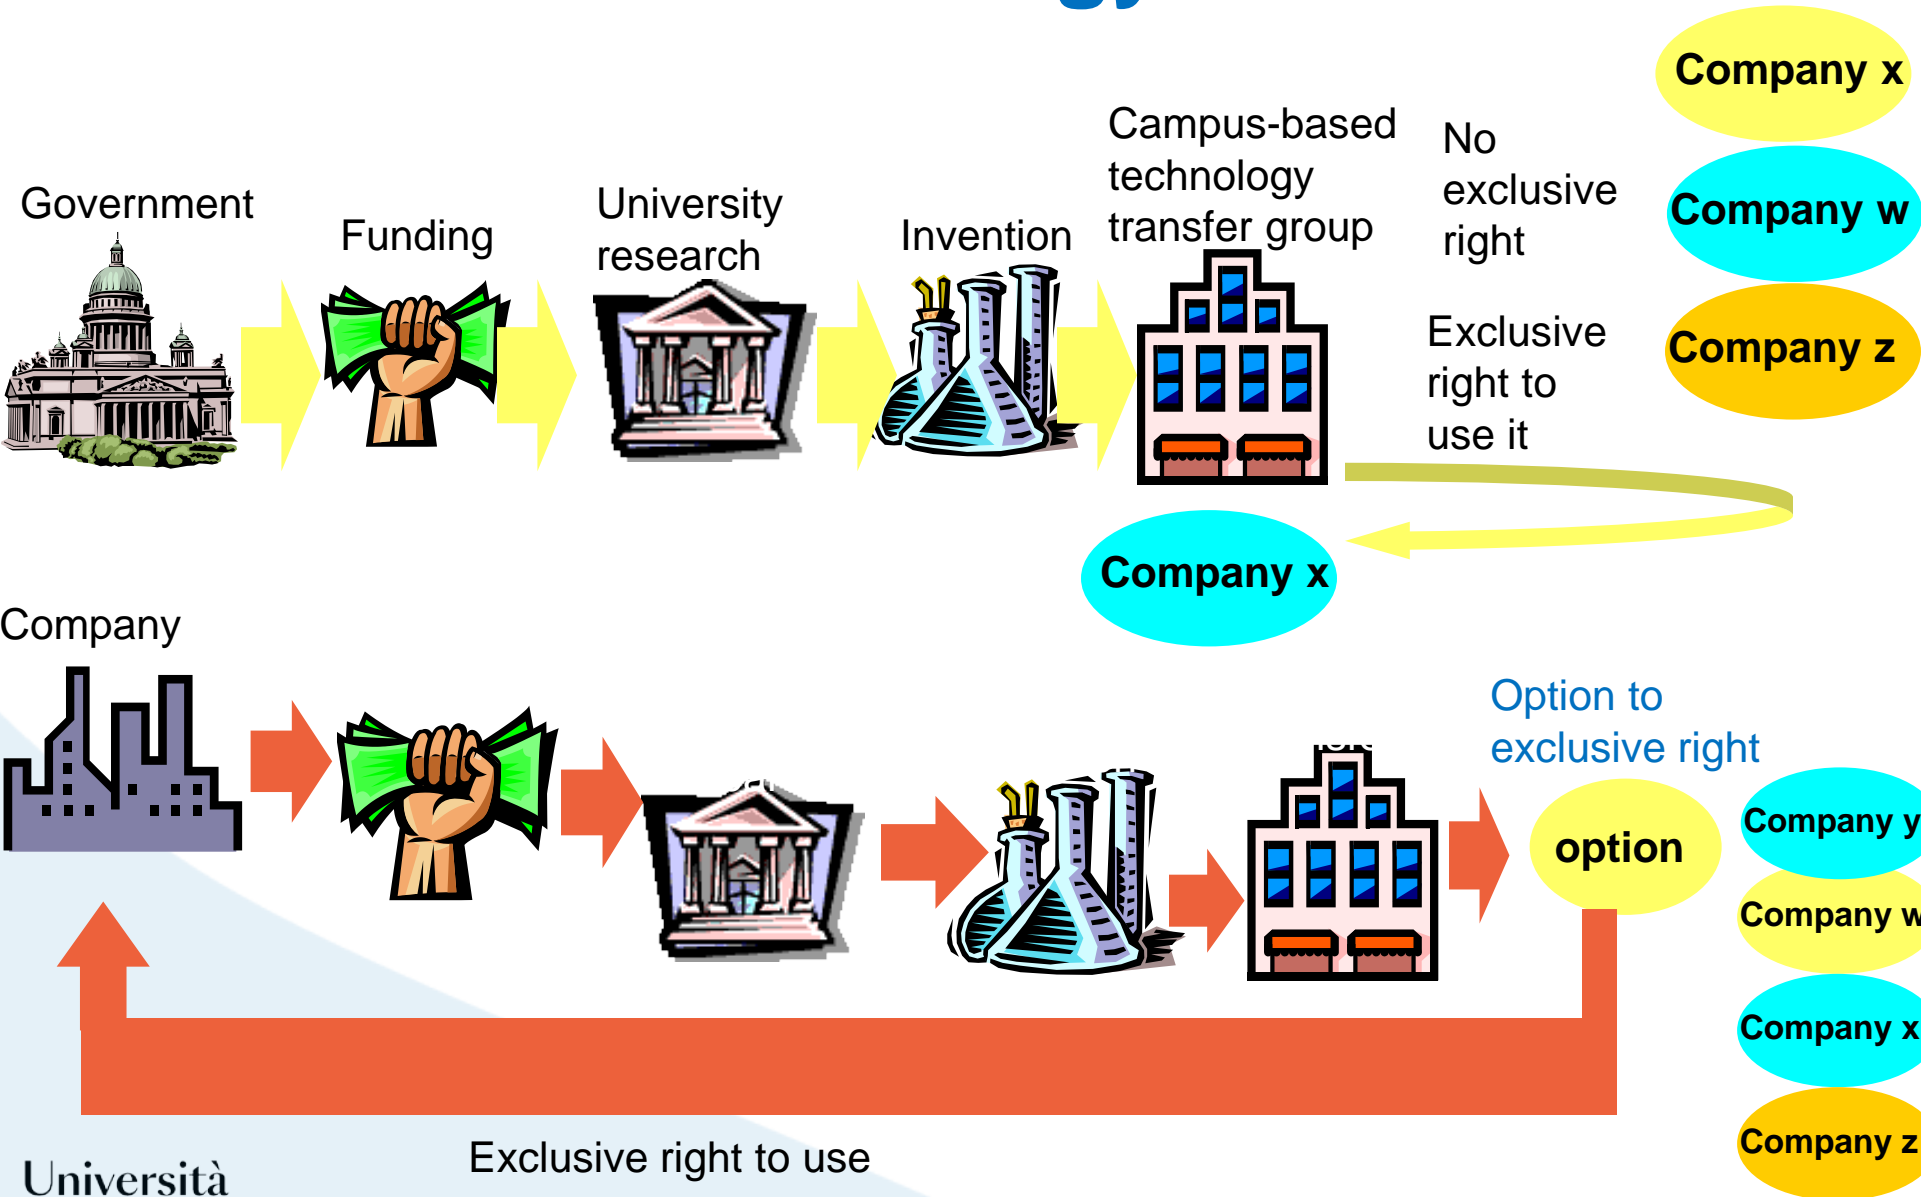 Company x
Campus-based
technology
transfer group
No
exclusive
right
Government
Funding
University
research
Invention
Company w
Exclusive
right to
use it
Company z
Company x
Company
Option to
exclusive right
option
Company y
Company w
Company x
Company z
Exclusive right to use
Università